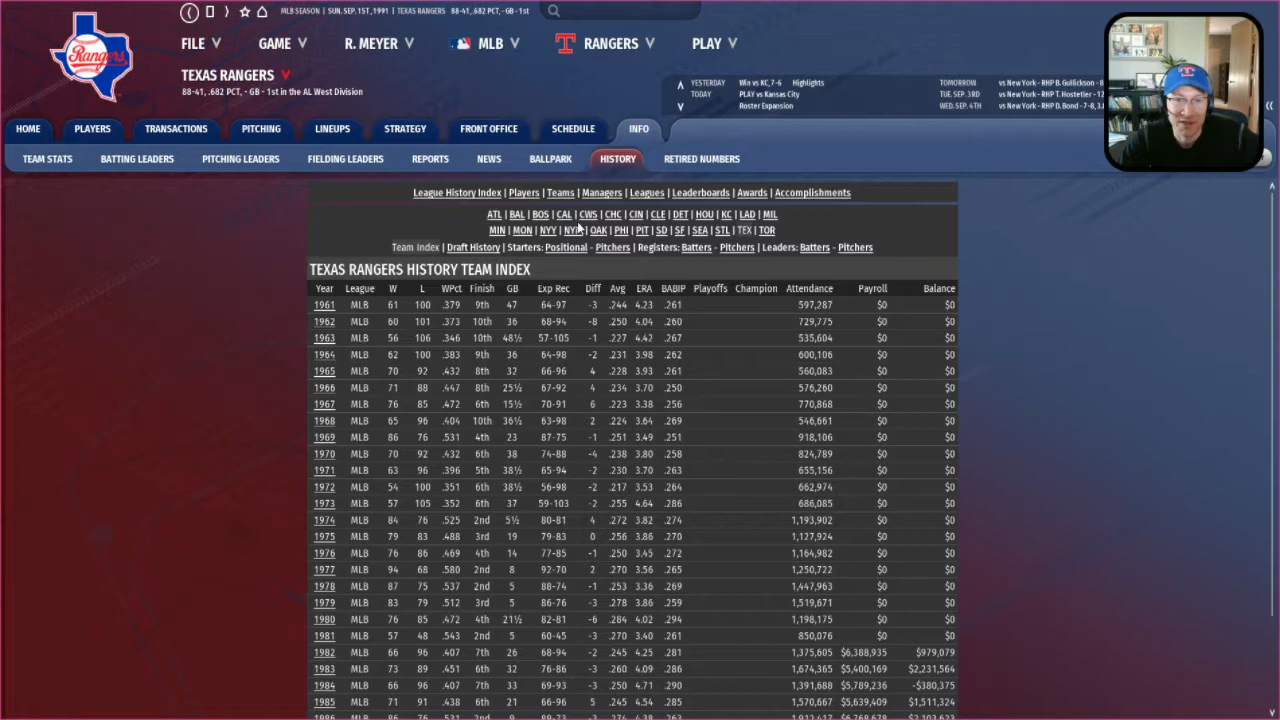 MLB SEASON | SUN. SEP. 1ST, 1991 | TEXAS RANGERS 88-41, .682 PCT, - GB - 1st
Rangers
FILE GAME R. MEYER MLB RANGERS PLAY
TEXAS RANGERS
88-41, .682 PCT, - GB - 1st in the AL West Division
YESTERDAY Win vs KC, 7-6 Highlights
TODAY PLAY vs Kansas City
Roster Expansion
TOMORROW vs New York - RHP B. Gullickson - 8
TUE. SEP. 3RD vs New York - RHP T. Hostetler - 12
WED. SEP. 4TH vs New York - RHP D. Bond - 7-8, 3.
HOME PLAYERS TRANSACTIONS PITCHING LINEUPS STRATEGY FRONT OFFICE SCHEDULE INFO
TEAM STATS BATTING LEADERS PITCHING LEADERS FIELDING LEADERS REPORTS NEWS BALLPARK HISTORY RETIRED NUMBERS
League History Index | Players | Teams | Managers | Leagues | Leaderboards | Awards | Accomplishments
ATL | BAL | BOS | CAL | CWS | CHC | CIN | CLE | DET | HOU | KC | LAD | MIL
MIN | MON | NYY | NYM | OAK | PHI | PIT | SD | SF | SEA | STL | TEX | TOR
Team Index | Draft History | Starters: Positional - Pitchers | Registers: Batters - Pitchers | Leaders: Batters - Pitchers
TEXAS RANGERS HISTORY TEAM INDEX
Year League W L WPct Finish GB Exp Rec Diff Avg ERA BABIP Playoffs Champion Attendance Payroll Balance
1961 MLB 61 100 .379 9th 47 64-97 -3 .244 4.23 .261 597,287 $0 $0
1962 MLB 60 101 .373 10th 36 68-94 -8 .250 4.04 .260 729,775 $0 $0
1963 MLB 56 106 .346 10th 48½ 57-105 -1 .227 4.42 .267 535,604 $0 $0
1964 MLB 62 100 .383 9th 36 64-98 -2 .231 3.98 .262 600,106 $0 $0
1965 MLB 70 92 .432 8th 32 66-96 4 .228 3.93 .261 560,083 $0 $0
1966 MLB 71 88 .447 8th 25½ 67-92 4 .234 3.70 .250 576,260 $0 $0
1967 MLB 76 85 .472 6th 15½ 70-91 6 .223 3.38 .256 770,868 $0 $0
1968 MLB 65 96 .404 10th 36½ 63-98 2 .224 3.64 .269 546,661 $0 $0
1969 MLB 86 76 .531 4th 23 87-75 -1 .251 3.49 .251 918,106 $0 $0
1970 MLB 70 92 .432 6th 38 74-88 -4 .238 3.80 .258 824,789 $0 $0
1971 MLB 63 96 .396 5th 38½ 65-94 -2 .230 3.70 .263 655,156 $0 $0
1972 MLB 54 100 .351 6th 38½ 56-98 -2 .217 3.53 .264 662,974 $0 $0
1973 MLB 57 105 .352 6th 37 59-103 -2 .255 4.64 .286 686,085 $0 $0
1974 MLB 84 76 .525 2nd 5½ 80-81 4 .272 3.82 .274 1,193,902 $0 $0
1975 MLB 79 83 .488 3rd 19 79-83 0 .256 3.86 .270 1,127,924 $0 $0
1976 MLB 76 86 .469 4th 14 77-85 -1 .250 3.45 .272 1,164,982 $0 $0
1977 MLB 94 68 .580 2nd 8 92-70 2 .270 3.56 .265 1,250,722 $0 $0
1978 MLB 87 75 .537 2nd 5 88-74 -1 .253 3.36 .269 1,447,963 $0 $0
1979 MLB 83 79 .512 3rd 5 86-76 -3 .278 3.86 .259 1,519,671 $0 $0
1980 MLB 76 85 .472 4th 21½ 82-81 -6 .284 4.02 .294 1,198,175 $0 $0
1981 MLB 57 48 .543 2nd 5 60-45 -3 .270 3.40 .261 850,076 $0 $0
1982 MLB 66 96 .407 7th 26 68-94 -2 .245 4.25 .281 1,375,605 $6,388,935 $979,079
1983 MLB 73 89 .451 6th 32 76-86 -3 .260 4.09 .286 1,674,365 $5,400,169 $2,231,564
1984 MLB 66 96 .407 7th 33 69-93 -3 .250 4.71 .290 1,391,688 $5,789,236 -$380,375
1985 MLB 71 91 .438 6th 21 66-96 5 .245 4.54 .285 1,570,667 $5,639,409 $1,511,324